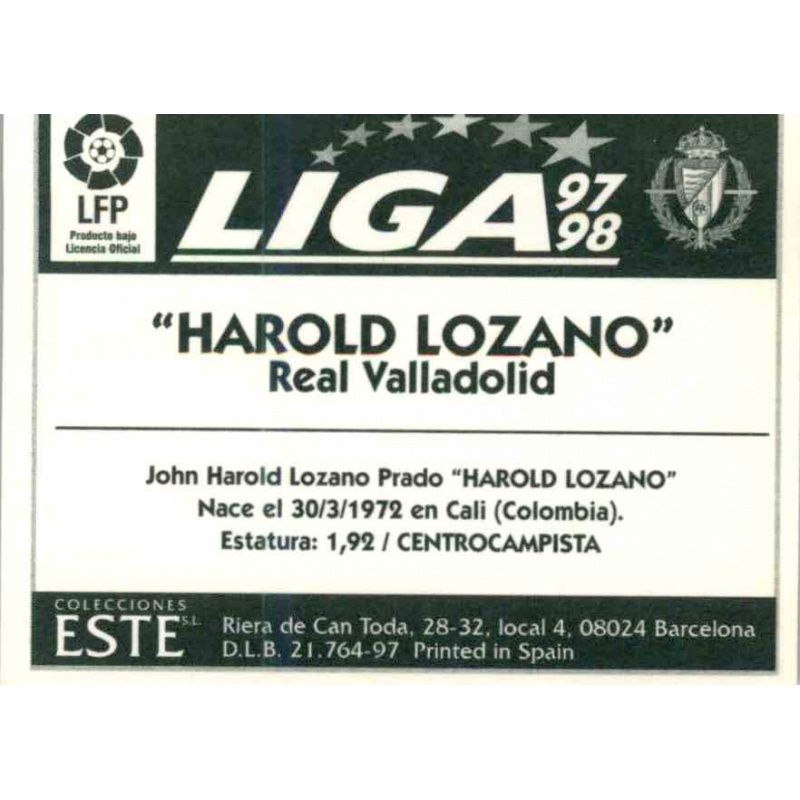 LFP
Producto bajo
Licencia Oficial
LIGA 97
98
“HAROLD LOZANO”
Real Valladolid
John Harold Lozano Prado “HAROLD LOZANO”
Nace el 30/3/1972 en Cali (Colombia).
Estatura: 1,92 / CENTROCAMPISTA
COLECCIONES
ESTE S.L.
Riera de Can Toda, 28-32, local 4, 08024 Barcelona
D.L.B. 21.764-97 Printed in Spain